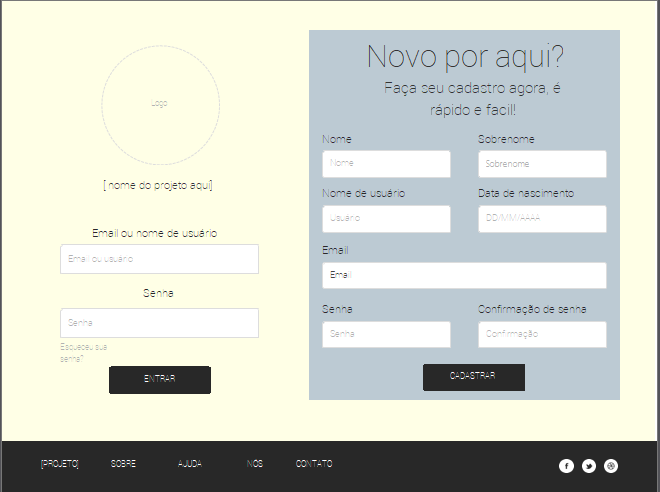 Logo
[ nome do projeto aqui]
Email ou nome de usuário
Email ou usuário
Senha
Senha
Esqueceu sua
senha?
ENTRAR
Novo por aqui?
Faça seu cadastro agora, é
rápido e facil!
Nome
Sobrenome
Nome
Sobrenome
Nome de usuário
Data de nascimento
Usuario
DD/MM/AAAA
Email
Email
Senha
Confirmação de senha
Senha
Confirmação
CADASTRAR
[PROJETO]
SOBRE
AJUDA
NÓS
CONTATO